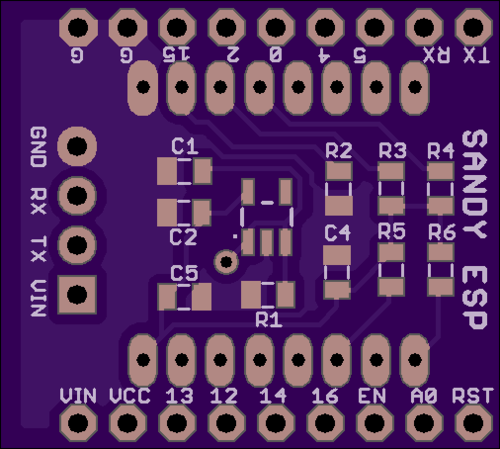 G G 15 2 0 4 5 RX TX
GND
RX
TX
VIN
C1
C2
C5
R1
R2 R3 R4
C4 R5 R6
SANDY ESP
VIN VCC 13 12 14 16 EN A0 RST